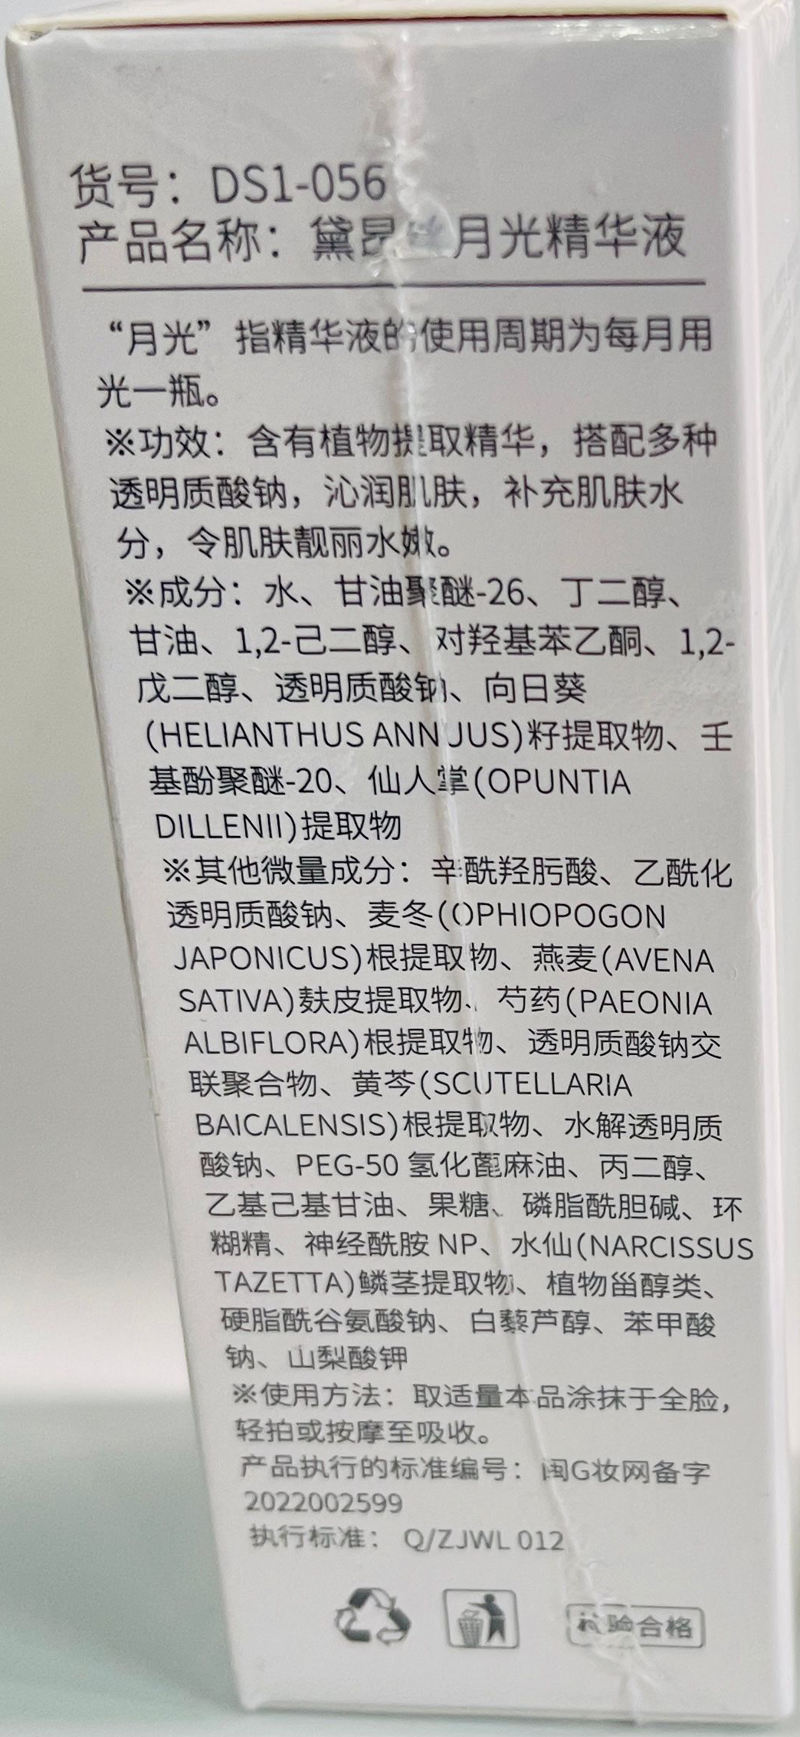 货号：DS1-056
产品名称：黛昂 月光精华液
“月光”指精华液的使用周期为每月用
光一瓶。
※功效：含有植物提取精华，搭配多种
透明质酸钠，沁润肌肤，补充肌肤水
分，令肌肤靓丽水嫩。
※成分：水、甘油聚醚-26、丁二醇、
甘油、1,2-己二醇、对羟基苯乙酮、1,2-
戊二醇、透明质酸钠、向日葵
(HELIANTHUS ANNUUS)籽提取物、壬
基酚聚醚-20、仙人掌(OPUNTIA
DILLENII)提取物
※其他微量成分：辛酰羟肟酸、乙酰化
透明质酸钠、麦冬(OPHIOPOGON
JAPONICUS)根提取物、燕麦(AVENA
SATIVA)麸皮提取物、芍药(PAEONIA
ALBIFLORA)根提取物、透明质酸钠交
联聚合物、黄芩(SCUTELLARIA
BAICALENSIS)根提取物、水解透明质
酸钠、PEG-50 氢化蓖麻油、丙二醇、
乙基己基甘油、果糖、磷脂酰胆碱、环
糊精、神经酰胺 NP、水仙(NARCISSUS
TAZETTA)鳞茎提取物、植物甾醇类、
硬脂酰谷氨酸钠、白藜芦醇、苯甲酸
钠、山梨酸钾
※使用方法：取适量本品涂抹于全脸，
轻拍或按摩至吸收。
产品执行的标准编号：闽G妆网备字
2022002599
执行标准： Q/ZJWL 012
检验合格